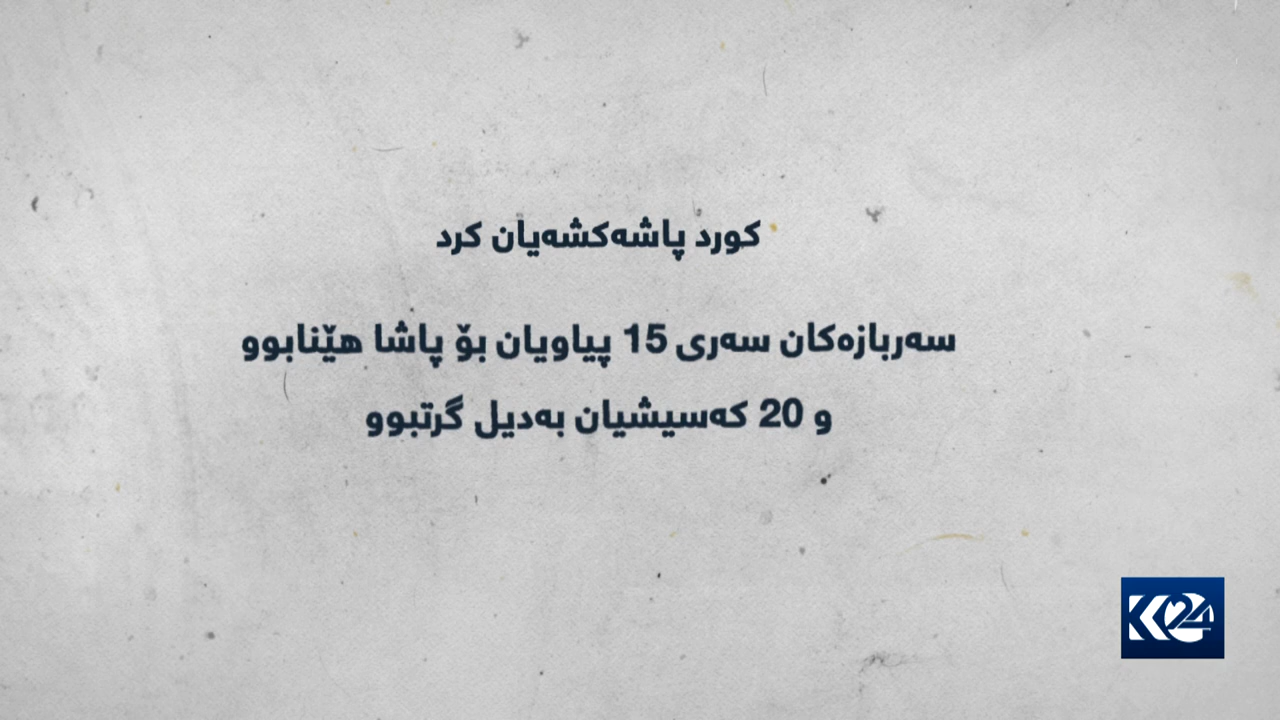 کورد پاشەکشەیان کرد
سەربازەکان سەری 15 پیاویان بۆ پاشا هێنابوو
و 20 کەسیشیان بەدیل گرتبوو
K24